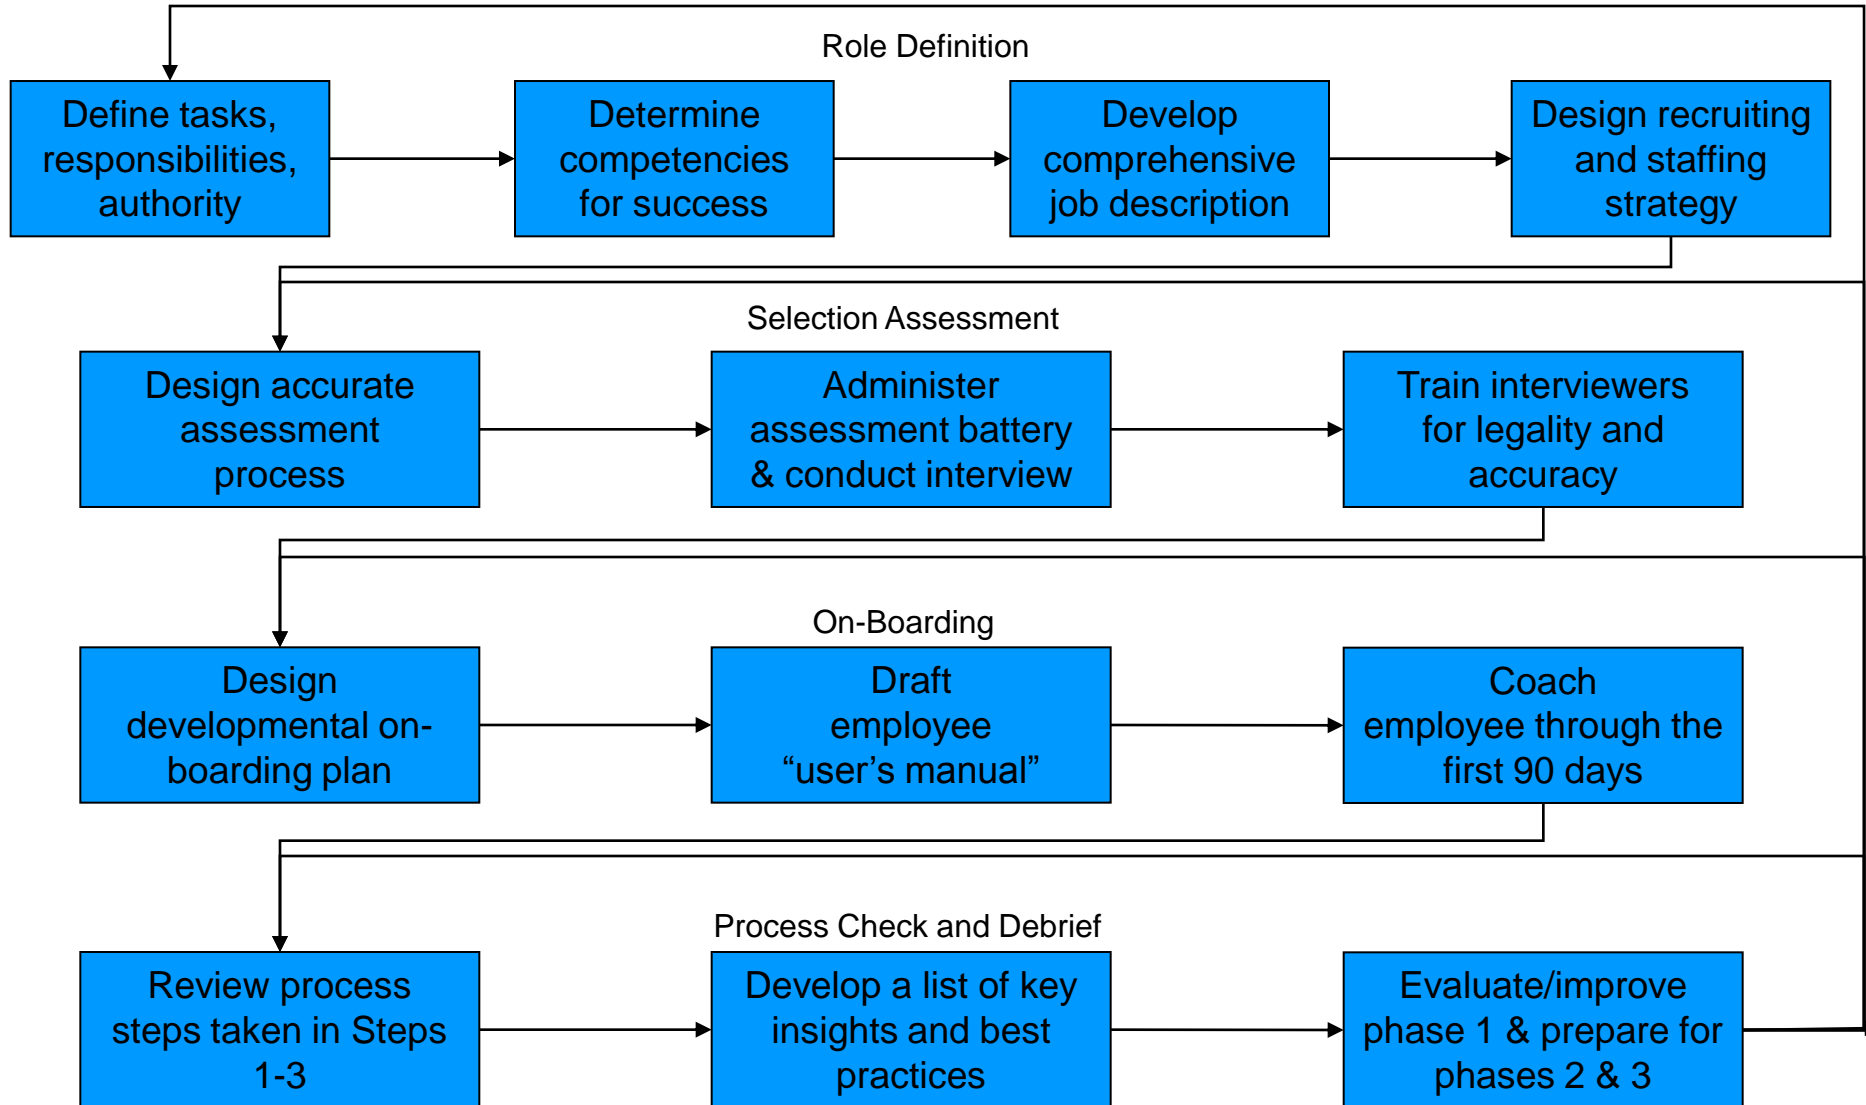 Role Definition
Define tasks,
responsibilities,
authority
Determine
competencies
for success
Develop
comprehensive
job description
Design recruiting
and staffing
strategy
Selection Assessment
Design accurate
assessment
process
Administer
assessment battery
& conduct interview
Train interviewers
for legality and
accuracy
On-Boarding
Design
developmental on-
boarding plan
Draft
employee
“user’s manual”
Coach
employee through the
first 90 days
Process Check and Debrief
Review process
steps taken in Steps
1-3
Develop a list of key
insights and best
practices
Evaluate/improve
phase 1 & prepare for
phases 2 & 3